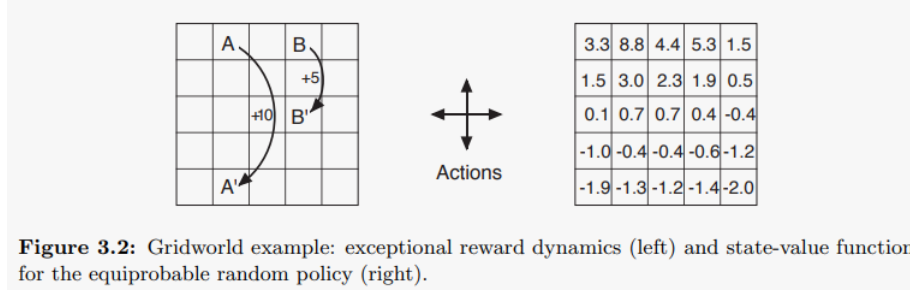 A B 3.3 8.8 4.4 5.3 1.5
+5 1.5 3.0 2.3 1.9 0.5
+10 B' 0.1 0.7 0.7 0.4 -0.4
-1.0 -0.4 -0.4 -0.6 -1.2
Actions
A' -1.9 -1.3 -1.2 -1.4 -2.0
Figure 3.2: Gridworld example: exceptional reward dynamics (left) and state-value function
for the equiprobable random policy (right).